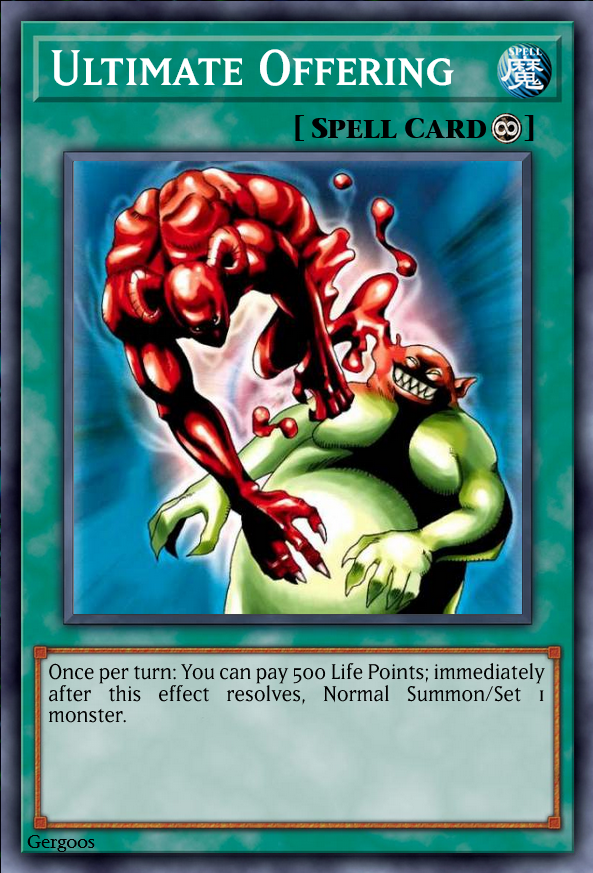 Ultimate Offering
SPELL
魔
[ Spell Card ]
Once per turn: You can pay 500 Life Points; immediately
after this effect resolves, Normal Summon/Set 1
monster.
Gergoos